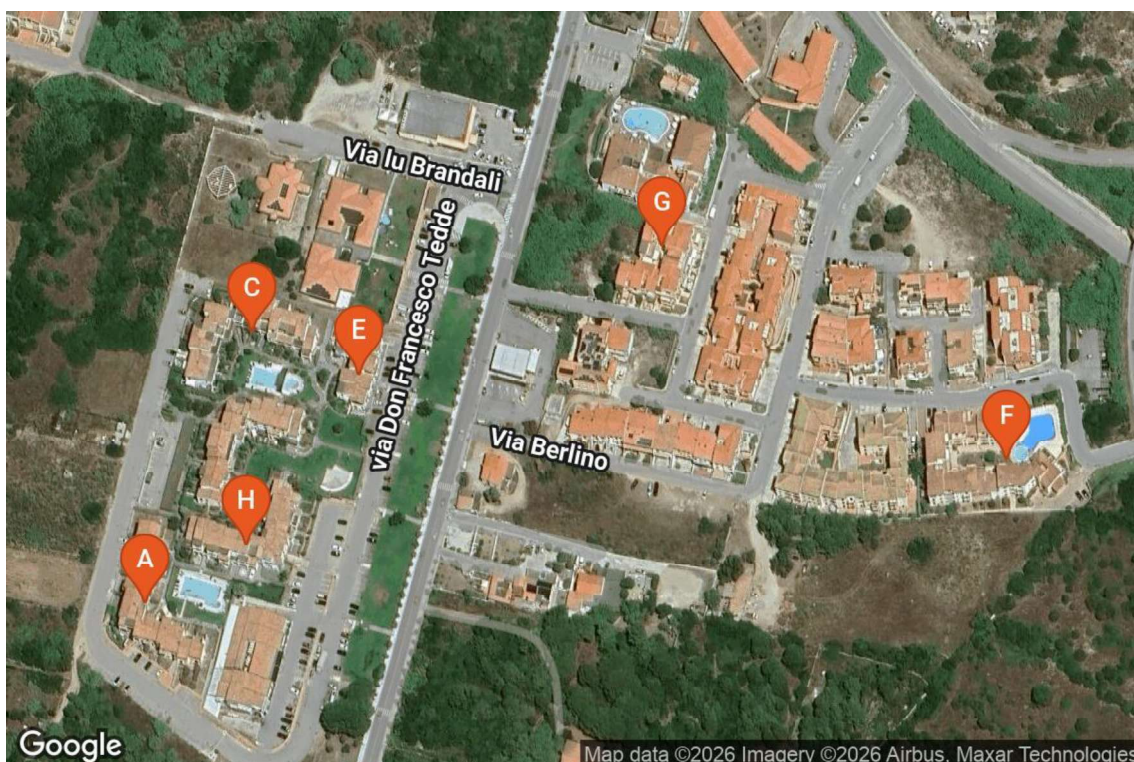 Via lu Brandali
via Don Francesco Tedde
G
C
E
F
Via Berlino
H
A
Google
Map data ©2026 Imagery ©2026 Airbus, Maxar Technologies